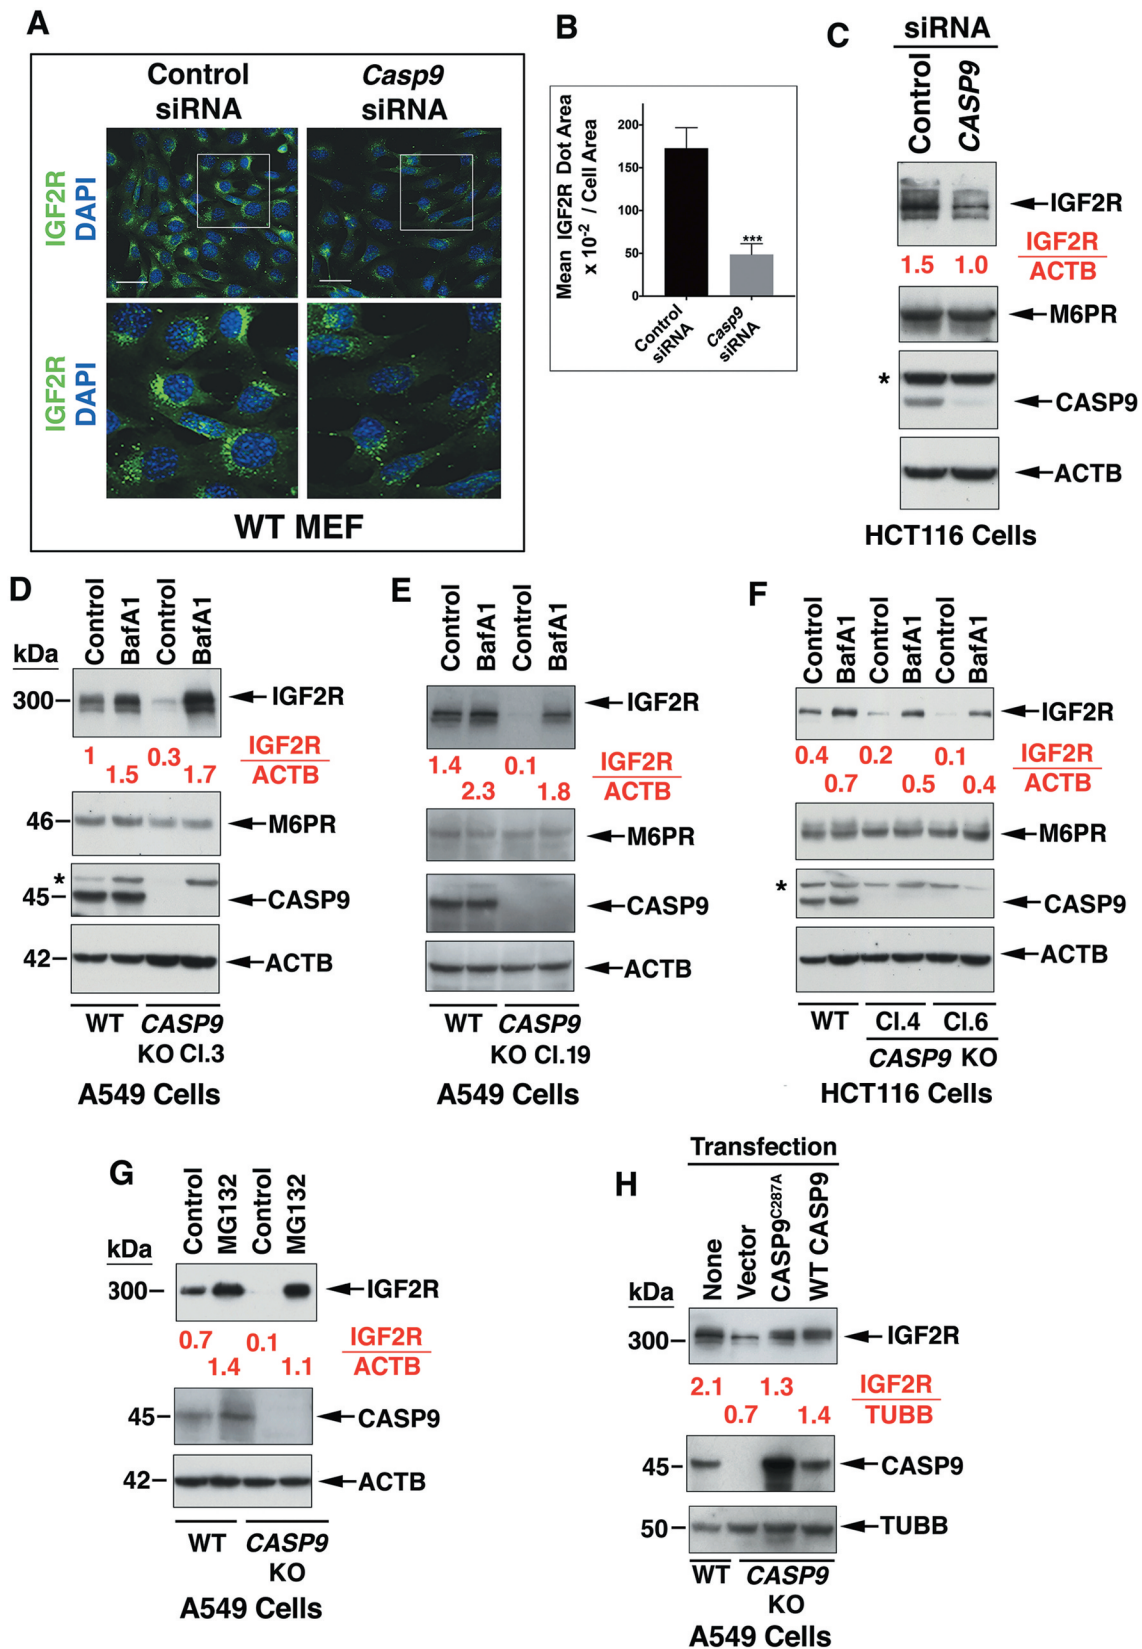 A
Control
siRNA
Casp9
siRNA
IGF2R
DAPI
IGF2R
DAPI
WT MEF
B
Mean IGF2R Dot Area
x 10-2 / Cell Area
200
150
100
50
0
***
Control
siRNA
Casp9
siRNA
C
siRNA
Control
CASP9
IGF2R
1.5 1.0 IGF2R
ACTB
M6PR
*
CASP9
ACTB
HCT116 Cells
D
Control
BafA1
Control
BafA1
kDa
300
IGF2R
1 0.3 IGF2R
1.5 1.7 ACTB
46
M6PR
*
45
CASP9
42
ACTB
WT CASP9
KO Cl.3
A549 Cells
E
Control
BafA1
Control
BafA1
IGF2R
1.4 0.1 IGF2R
2.3 1.8 ACTB
M6PR
CASP9
ACTB
WT CASP9
KO Cl.19
A549 Cells
F
Control
BafA1
Control
BafA1
Control
BafA1
IGF2R
0.4 0.2 0.1 IGF2R
0.7 0.5 0.4 ACTB
M6PR
*
CASP9
ACTB
WT Cl.4 Cl.6
CASP9 KO
HCT116 Cells
G
Control
MG132
Control
MG132
kDa
300
IGF2R
0.7 0.1 IGF2R
1.4 1.1 ACTB
45
CASP9
42
ACTB
WT CASP9
KO
A549 Cells
H
Transfection
None
Vector
CASP9C287A
WT CASP9
kDa
300
IGF2R
2.1 1.3 IGF2R
0.7 1.4 TUBB
45
CASP9
50
TUBB
WT CASP9
KO
A549 Cells